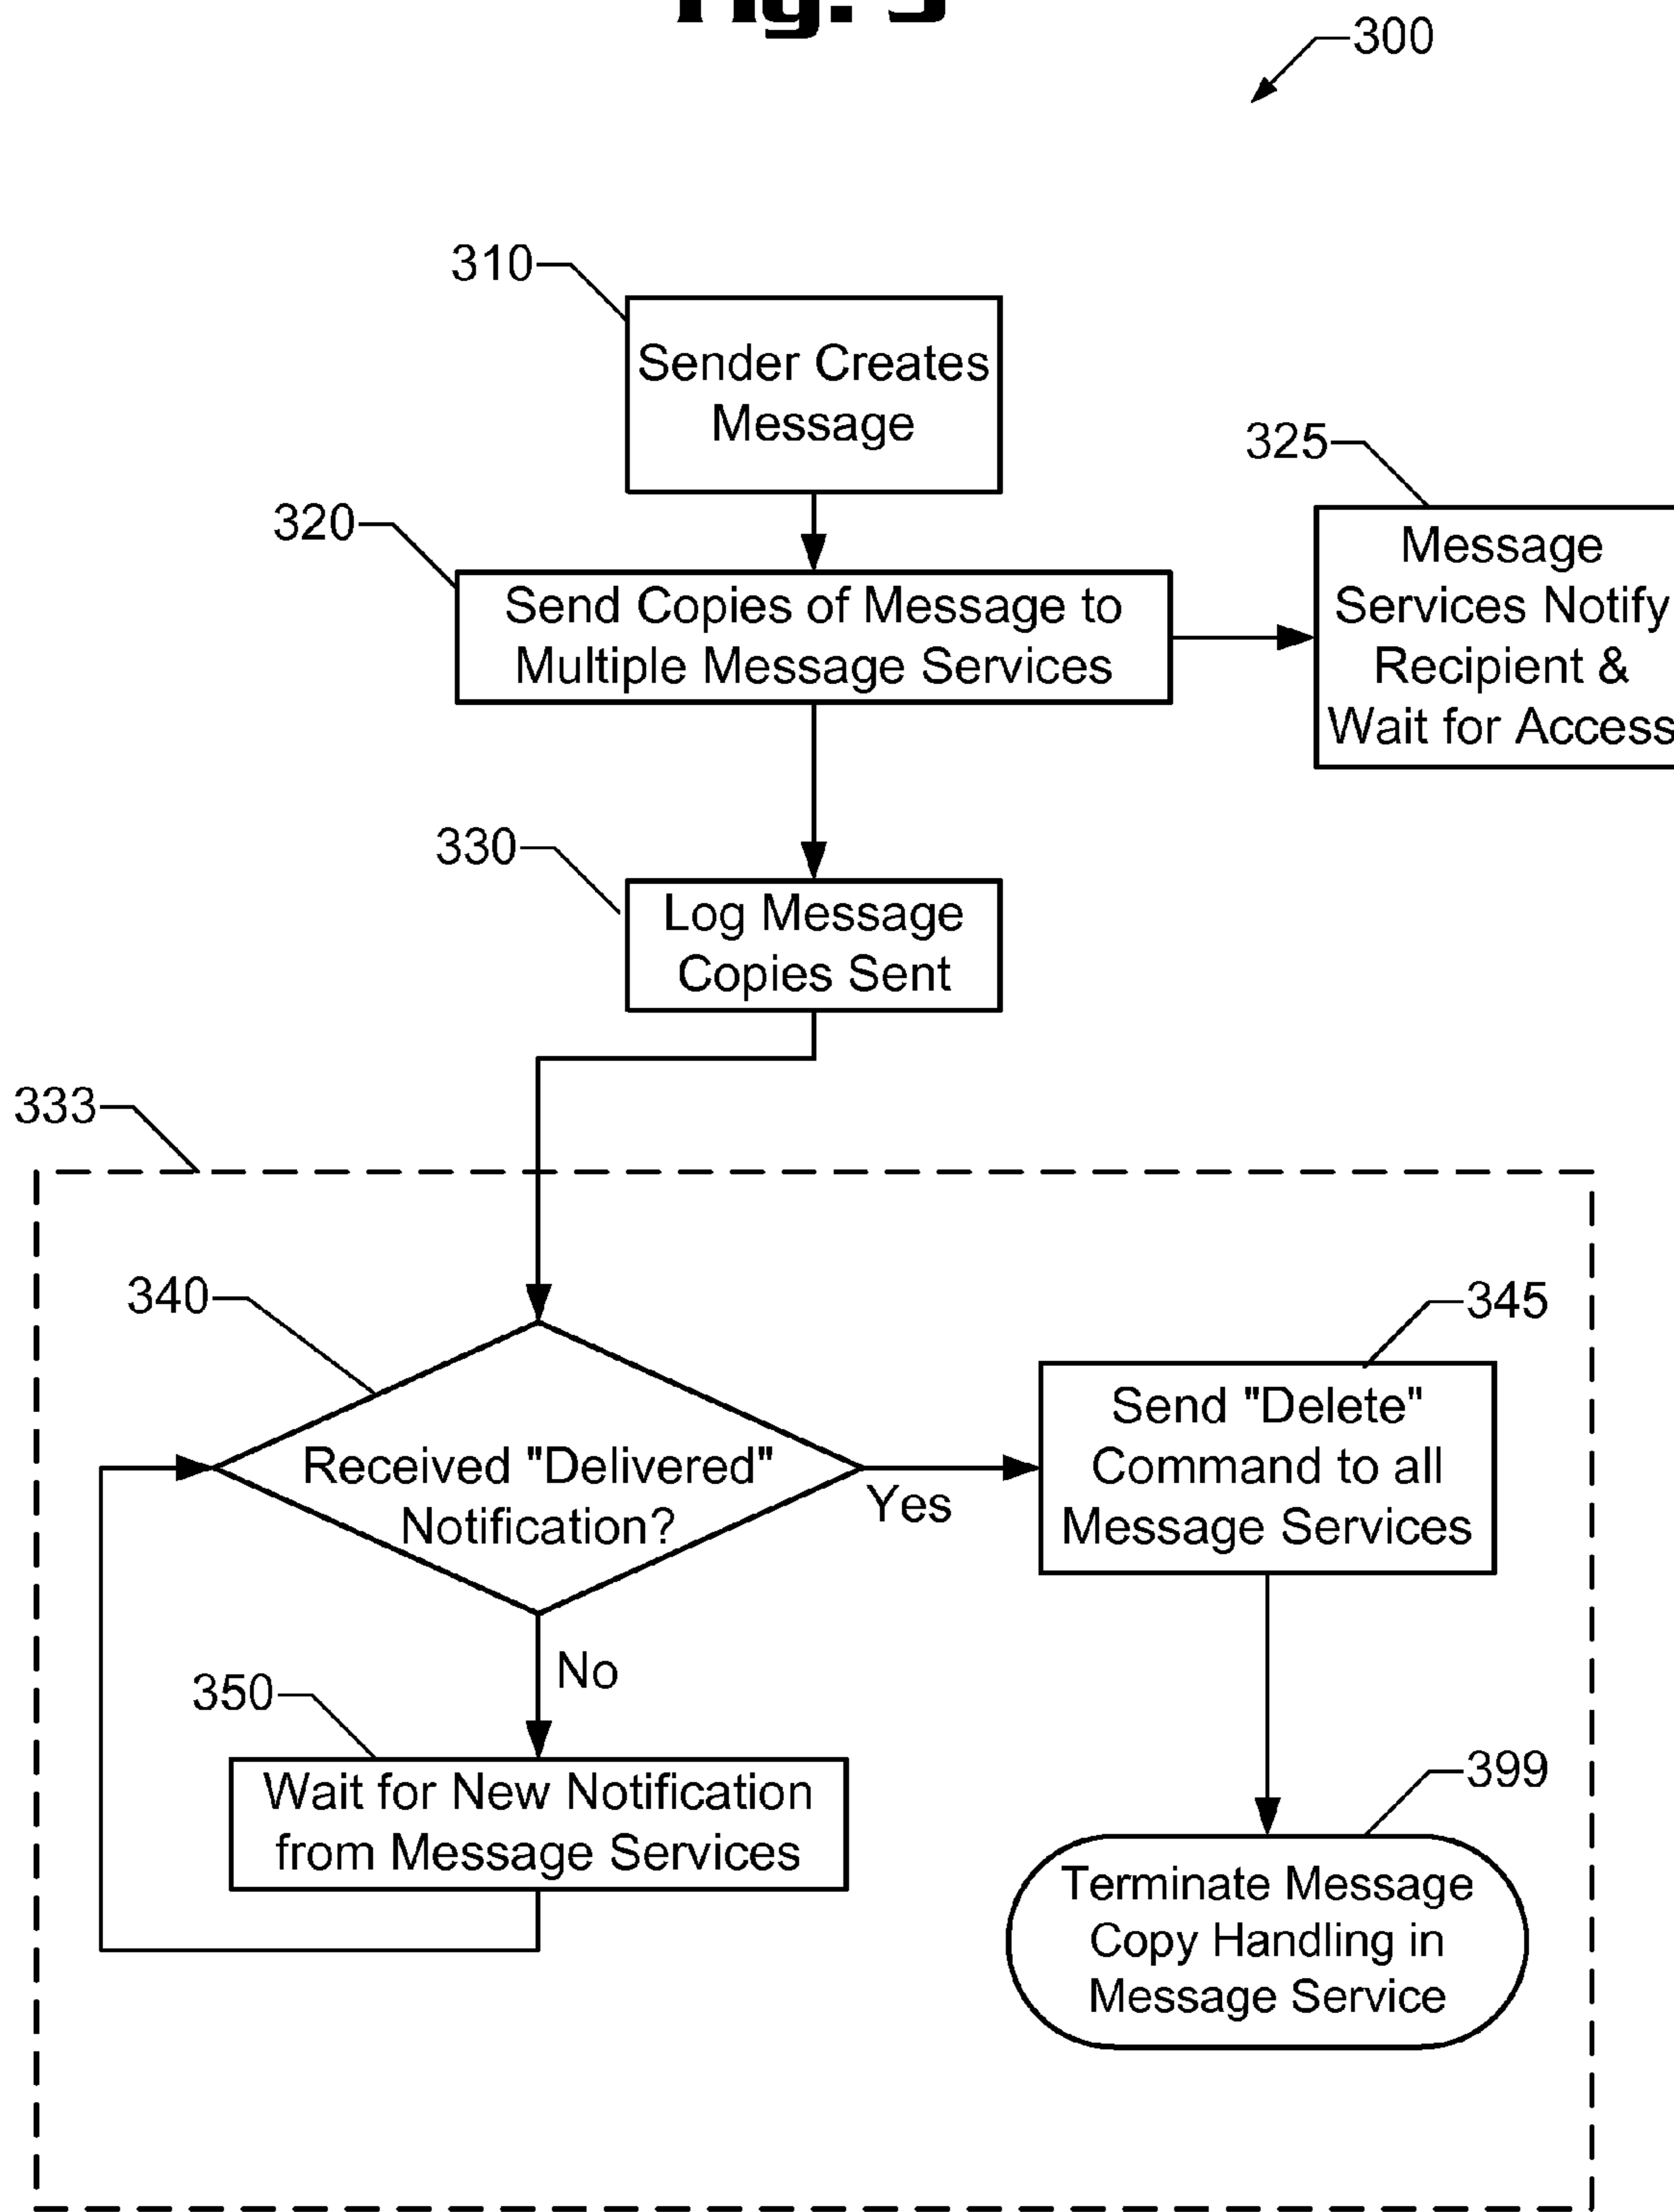 Fig. 3
300
310
Sender Creates
Message
320
Send Copies of Message to
Multiple Message Services
325
Message
Services Notify
Recipient &
Wait for Access
330
Log Message
Copies Sent
333
340
Received "Delivered"
Notification?
Yes
345
Send "Delete"
Command to all
Message Services
No
350
Wait for New Notification
from Message Services
399
Terminate Message
Copy Handling in
Message Service